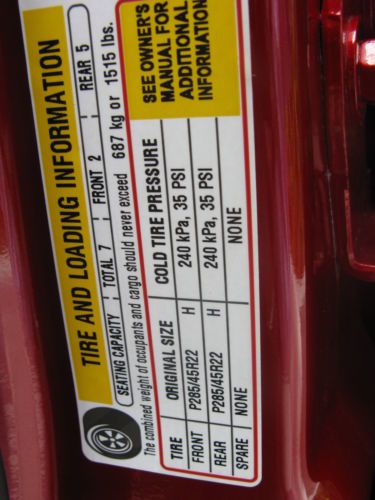 TIRE AND LOADING INFORMATION
SEATING CAPACITY TOTAL 7 FRONT 2 REAR 5
The combined weight of occupants and cargo should never exceed 687 kg or 1515 lbs.
TIRE ORIGINAL SIZE COLD TIRE PRESSURE
FRONT P285/45R22 H 240 kPa, 35 PSI
REAR P285/45R22 H 240 kPa, 35 PSI
SPARE NONE NONE
SEE OWNER'S
MANUAL FOR
ADDITIONAL
INFORMATION